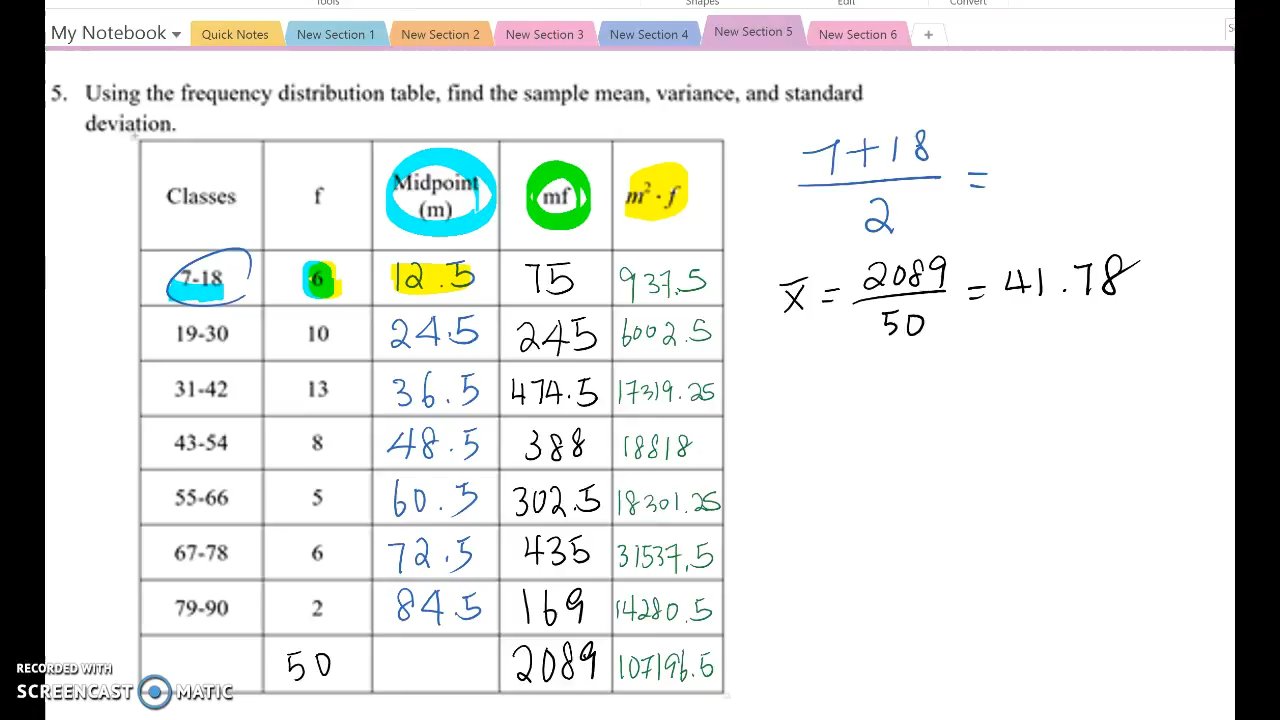 Tools Shapes Edit Convert
My Notebook Quick Notes New Section 1 New Section 2 New Section 3 New Section 4 New Section 5 New Section 6 +
5. Using the frequency distribution table, find the sample mean, variance, and standard
deviation.
Classes f Midpoint (m) mf m² · f
7-18 6 12.5 75 937.5
19-30 10 24.5 245 6002.5
31-42 13 36.5 474.5 17319.25
43-54 8 48.5 388 18818
55-66 5 60.5 302.5 18301.25
67-78 6 72.5 435 31537.5
79-90 2 84.5 169 14280.5
50 2089 107196.5
7+18
2
=
x̄ = 2089/50 = 41.78
RECORDED WITH
SCREENCAST MATIC